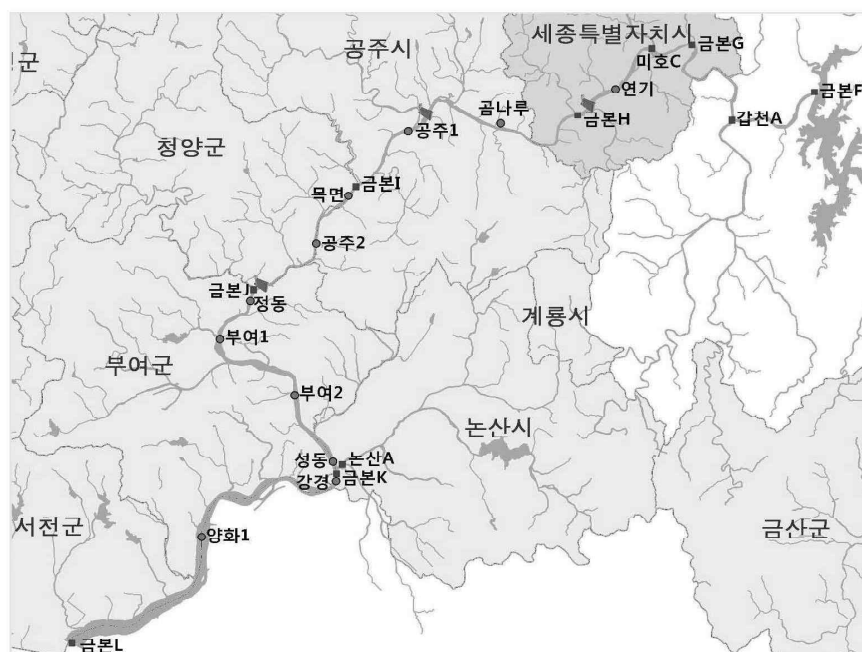 공주시
세종특별자치시
금본G
미호C
금본F
연기
곰나루
금본H
갑천A
공주1
청양군
금본I
목면
공주2
금본J
정동
계룡시
부여1
부여군
부여2
논산시
성동
논산A
금본K
강경
서천군
양화1
금산군
금본L